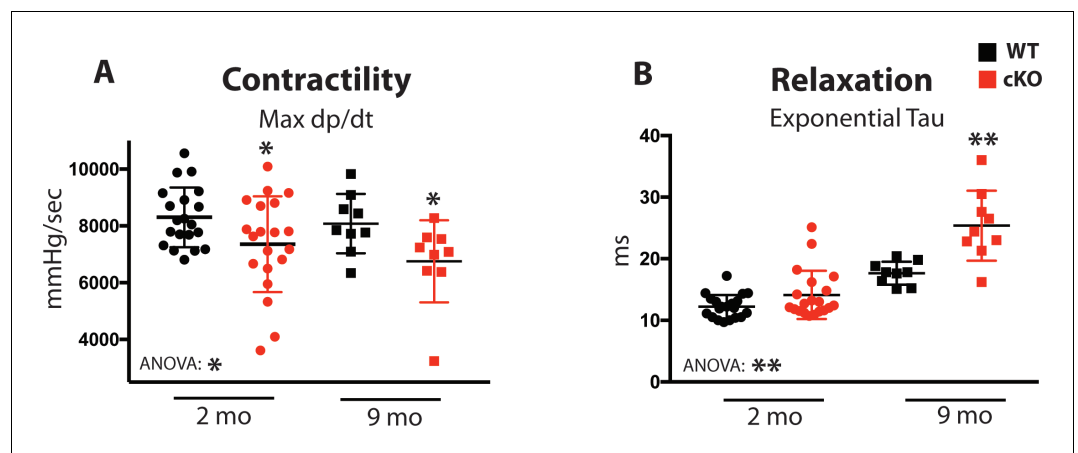 A
Contractility
Max dp/dt
mmHg/sec
10000
8000
6000
4000
*
*
ANOVA: *
2 mo
9 mo
B
Relaxation
Exponential Tau
WT
cKO
ms
40
30
20
10
0
**
ANOVA: **
2 mo
9 mo